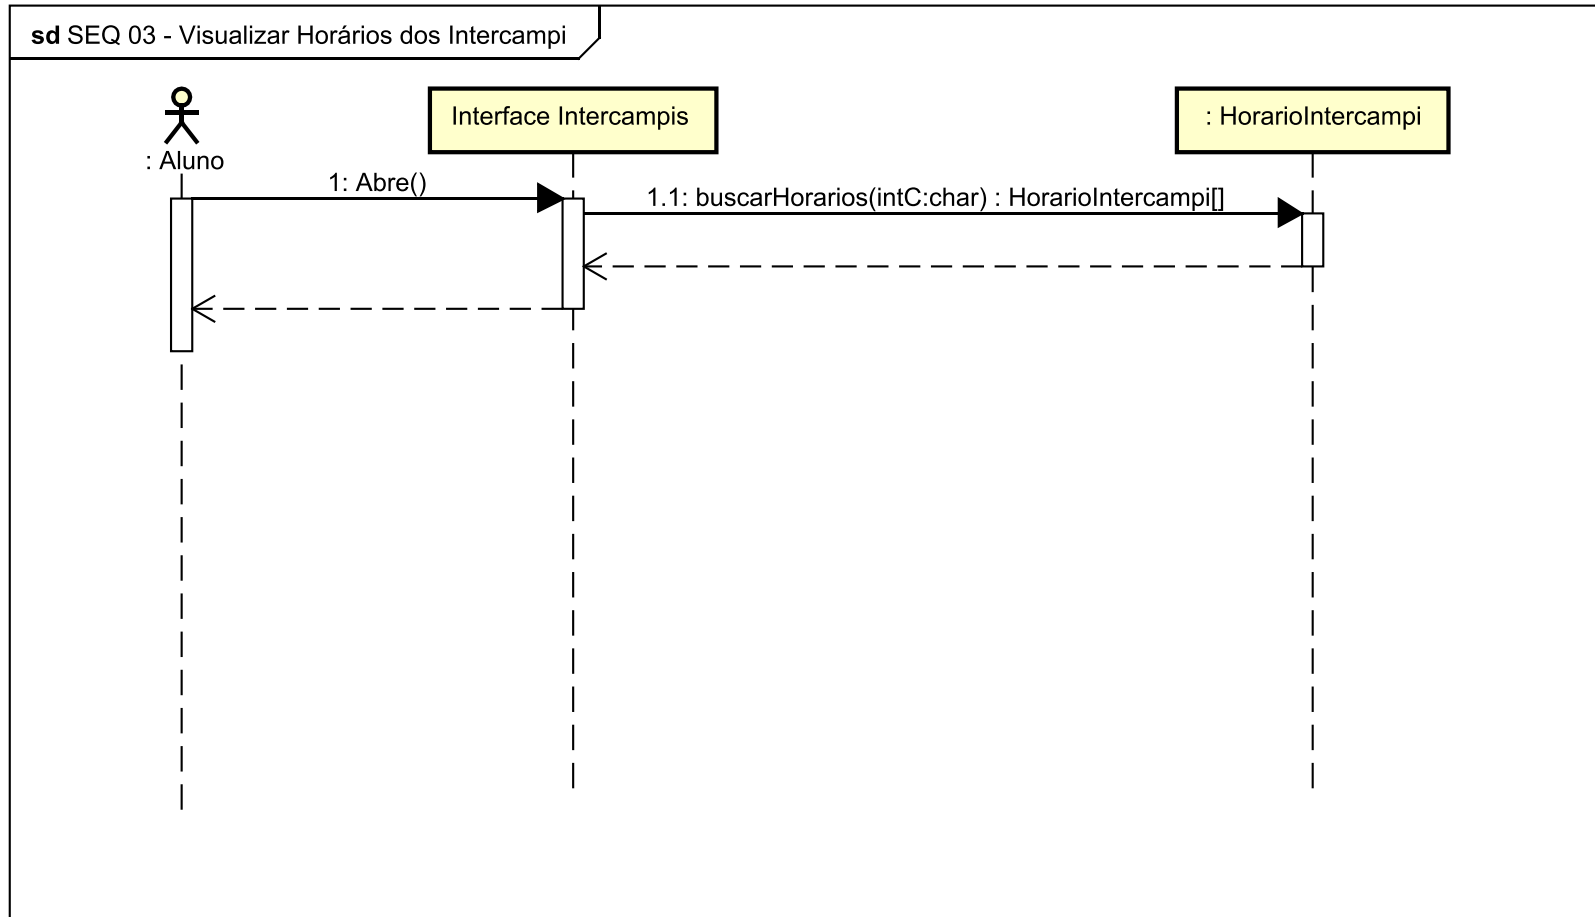 sd SEQ 03 - Visualizar Horários dos Intercampi
: Aluno
Interface Intercampis
: HorarioIntercampi
1: Abre()
1.1: buscarHorarios(intC:char) : HorarioIntercampi[]